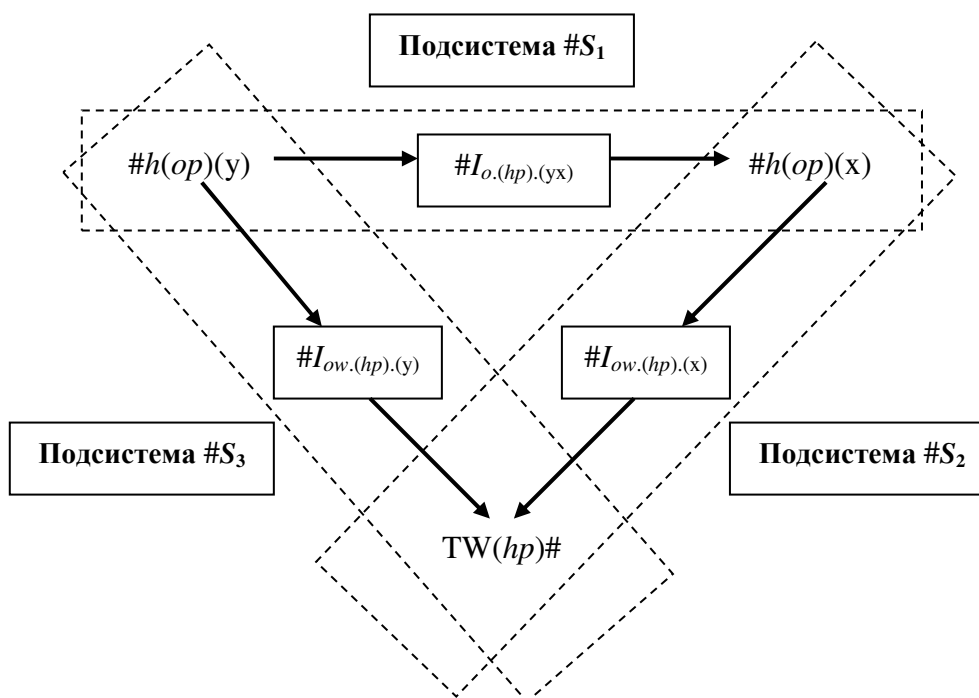 Подсистема #S₁
#h(op)(y)
#Iₒ.(hp).(yx)
#h(op)(x)
#Iow.(hp).(y)
#Iow.(hp).(x)
Подсистема #S₃
Подсистема #S₂
TW(hp)#